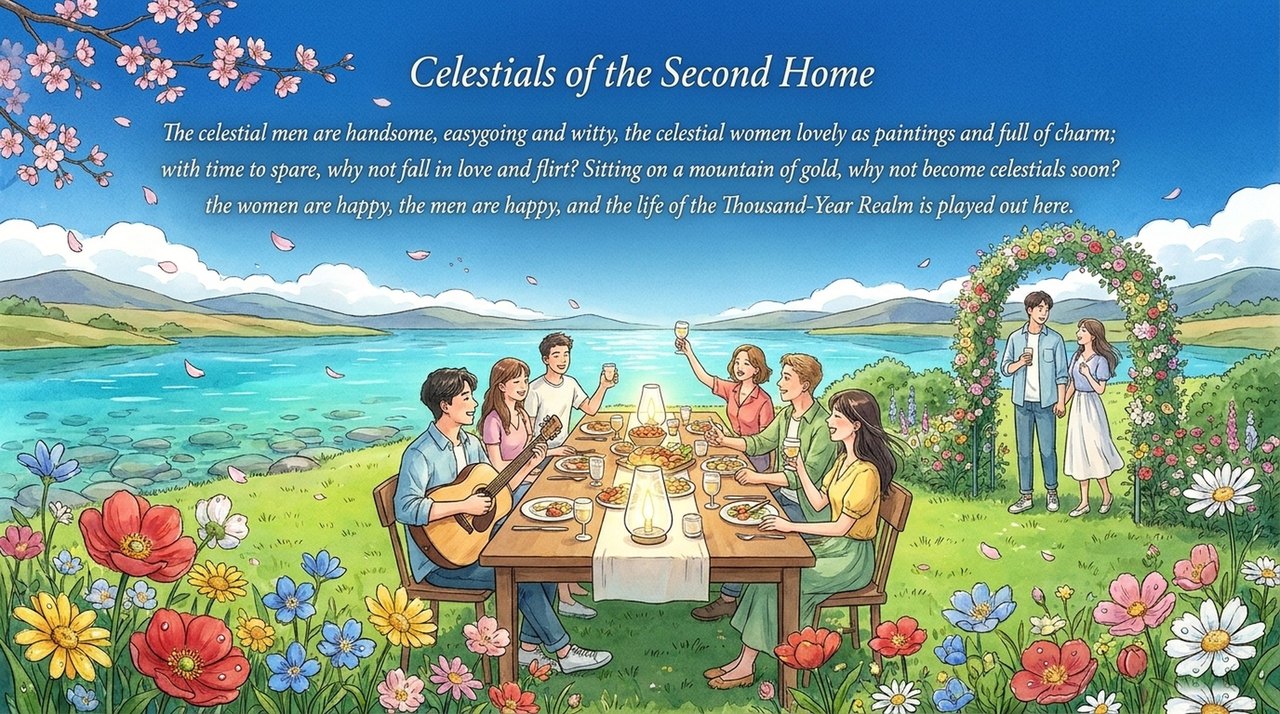 Celestials of the Second Home
The celestial men are handsome, easygoing and witty, the celestial women lovely as paintings and full of charm;
with time to spare, why not fall in love and flirt? Sitting on a mountain of gold, why not become celestials soon?
the women are happy, the men are happy, and the life of the Thousand-Year Realm is played out here.